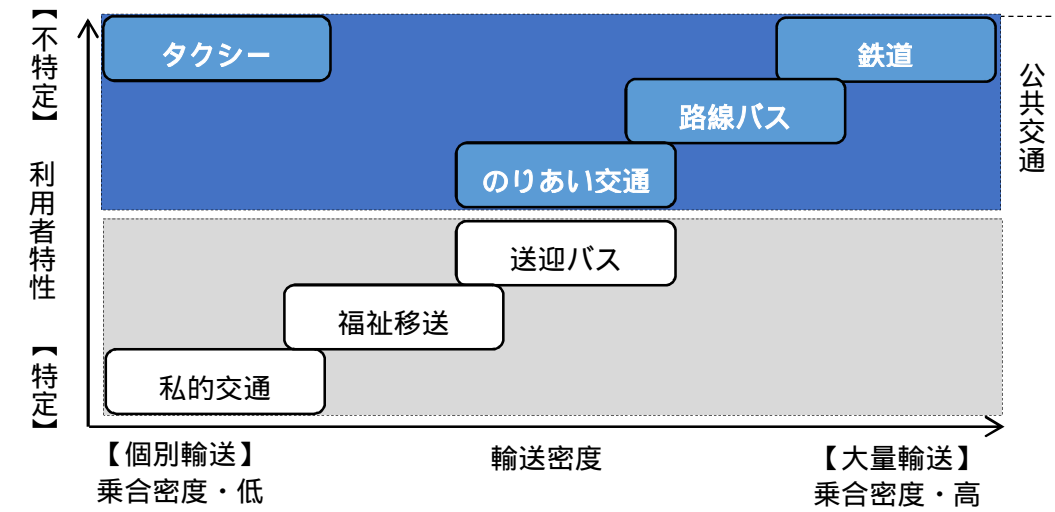 【不特定】
利用者特性
【特定】
タクシー
鉄道
路線バス
のりあい交通
送迎バス
福祉移送
私的交通
公共交通
【個別輸送】
乗合密度・低
輸送密度
【大量輸送】
乗合密度・高